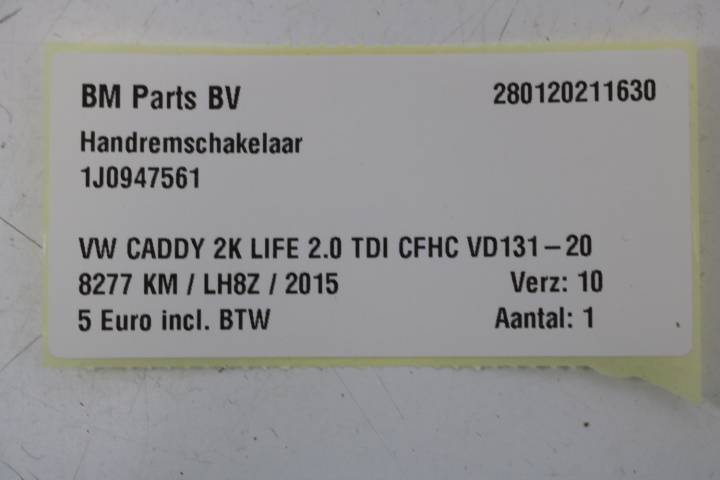 BM Parts BV 280120211630
Handremschakelaar
1J0947561
VW CADDY 2K LIFE 2.0 TDI CFHC VD131-20
8277 KM / LH8Z / 2015 Verz: 10
5 Euro incl. BTW Aantal: 1